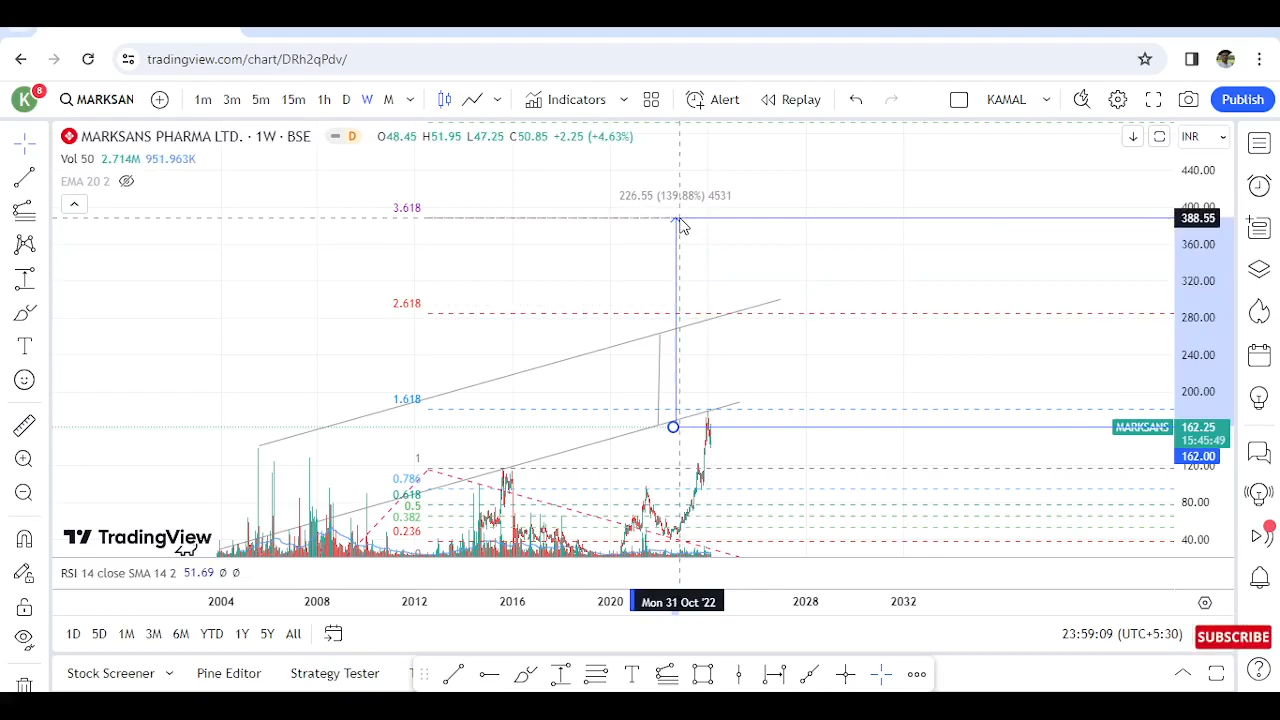 tradingview.com/chart/DRh2qPdv/
K 8 MARKSAN 1m 3m 5m 15m 1h D W M Indicators Alert Replay KAMAL Publish
MARKSANS PHARMA LTD. · 1W · BSE D O48.45 H51.95 L47.25 C50.85 +2.25 (+4.63%) INR
Vol 50 2.714M 951.963K
440.00
EMA 20 2
226.55 (139.88%) 4531
3.618
400.00
388.55
360.00
320.00
2.618
280.00
240.00
1.618
200.00
MARKSANS 162.25
15:45:49
162.00
1
120.00
0.786
0.618
80.00
0.5
0.382
0.236
40.00
0
TradingView
RSI 14 close SMA 14 2 51.69 Ø Ø
2004 2008 2012 2016 2020 Mon 31 Oct '22 2028 2032
1D 5D 1M 3M 6M YTD 1Y 5Y All 23:59:09 (UTC+5:30) SUBSCRIBE
Stock Screener Pine Editor Strategy Tester